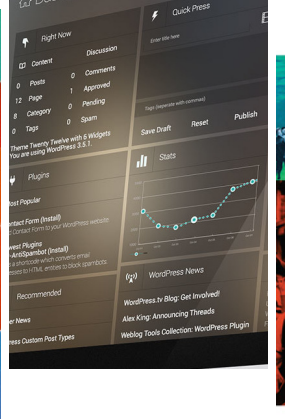 Right Now
Content
Discussion
0 Posts
0 Comments
12 Page
1 Approved
8 Category
0 Pending
0 Tags
0 Spam
Theme Twenty Twelve with 6 Widgets
You are using WordPress 3.5.1.
Quick Press
Enter title here
Tags (seperate with commas)
Save Draft
Reset
Publish
Plugins
Most Popular
Contact Form (Install)
Contact Form to your WordPress website
Newest Plugins
-AntiSpambot (Install)
a shortcode which converts email
addresses to HTML entities to block spambots.
Stats
Recommended
News
Press Custom Post Types
WordPress News
WordPress.tv Blog: Get Involved!
Alex King: Announcing Threads
Weblog Tools Collection: WordPress Plugin